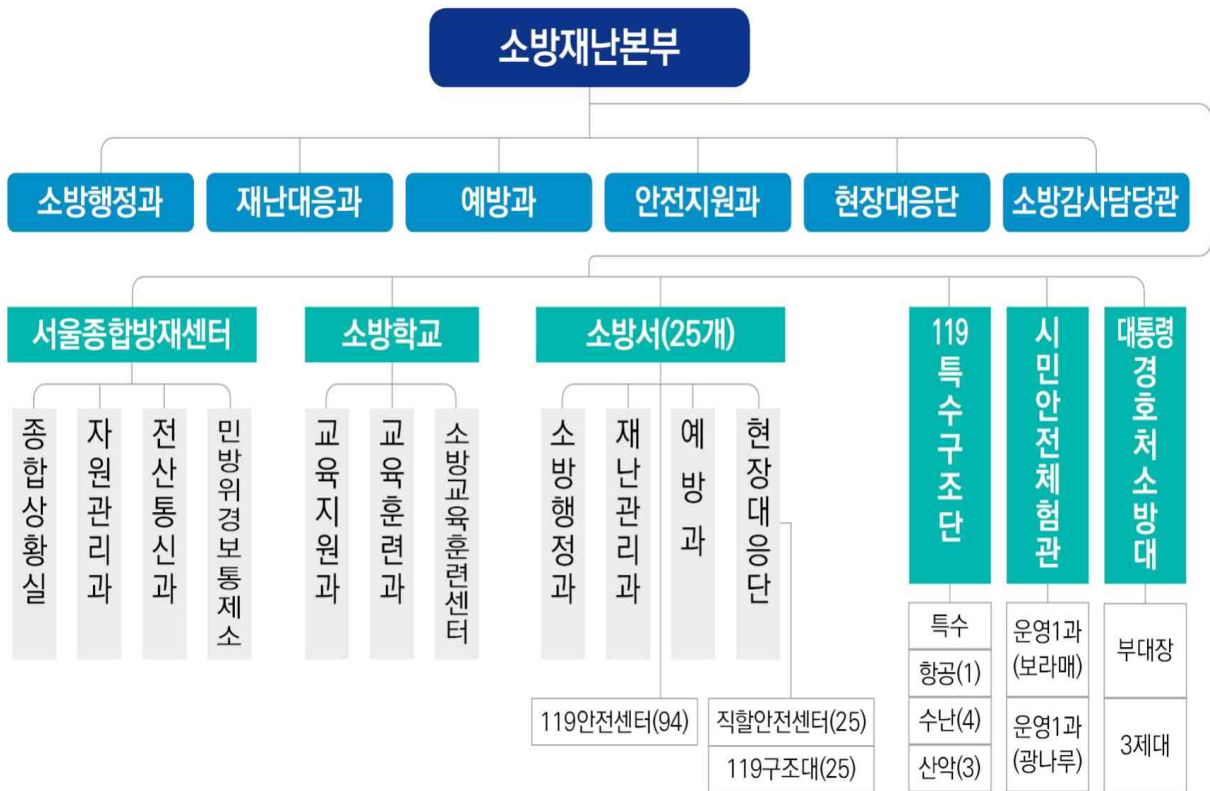 소방재난본부
소방행정과
재난대응과
예방과
안전지원과
현장대응단
소방감사담당관
서울종합방재센터
종합상황실
자원관리과
전산통신과
민방위경보통제소
소방학교
교육지원과
교육훈련과
소방교육훈련센터
소방서(25개)
소방행정과
재난관리과
예방과
현장대응단
119안전센터(94)
직할안전센터(25)
119구조대(25)
119
특수구조단
특수
항공(1)
수난(4)
산악(3)
시민안전체험관
운영1과
(보라매)
운영1과
(광나루)
대통령
경호처소방대
부대장
3제대